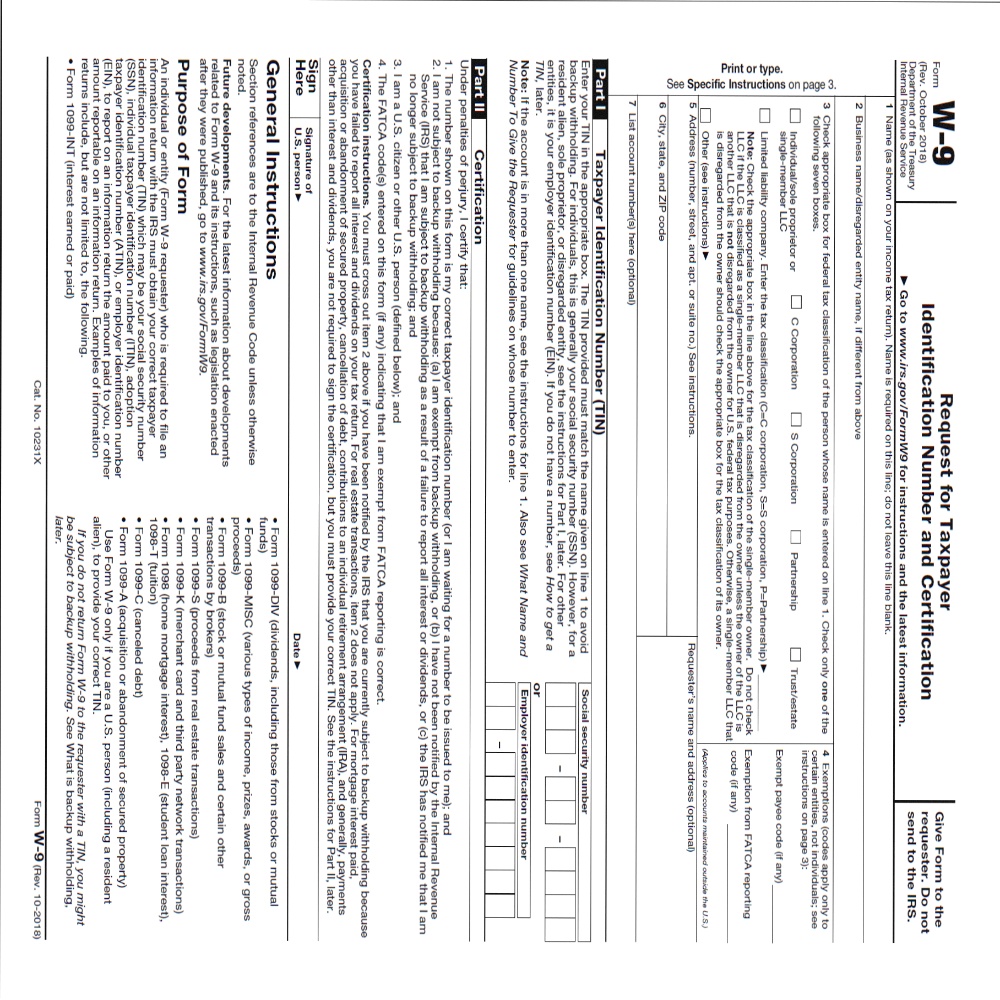 Form W-9
(Rev. October 2018)
Department of the Treasury
Internal Revenue Service
Request for Taxpayer
Identification Number and Certification
▶ Go to www.irs.gov/FormW9 for instructions and the latest information.
Give Form to the
requester. Do not
send to the IRS.
Print or type.
See Specific Instructions on page 3.
1 Name (as shown on your income tax return). Name is required on this line; do not leave this line blank.
2 Business name/disregarded entity name, if different from above
3 Check appropriate box for federal tax classification of the person whose name is entered on line 1. Check only one of the
following seven boxes.
Individual/sole proprietor or
single-member LLC
C Corporation
S Corporation
Partnership
Trust/estate
Limited liability company. Enter the tax classification (C=C corporation, S=S corporation, P=Partnership) ▶
Note: Check the appropriate box in the line above for the tax classification of the single-member owner. Do not check
LLC if the LLC is classified as a single-member LLC that is disregarded from the owner unless the owner of the LLC is
another LLC that is not disregarded from the owner for U.S. federal tax purposes. Otherwise, a single-member LLC that
is disregarded from the owner should check the appropriate box for the tax classification of its owner.
Other (see instructions) ▶
4 Exemptions (codes apply only to
certain entities, not individuals; see
instructions on page 3):
Exempt payee code (if any)
Exemption from FATCA reporting
code (if any)
(Applies to accounts maintained outside the U.S.)
5 Address (number, street, and apt. or suite no.) See instructions.
Requester's name and address (optional)
6 City, state, and ZIP code
7 List account number(s) here (optional)
Part I Taxpayer Identification Number (TIN)
Enter your TIN in the appropriate box. The TIN provided must match the name given on line 1 to avoid
backup withholding. For individuals, this is generally your social security number (SSN). However, for a
resident alien, sole proprietor, or disregarded entity, see the instructions for Part I, later. For other
entities, it is your employer identification number (EIN). If you do not have a number, see How to get a
TIN, later.
Note: If the account is in more than one name, see the instructions for line 1. Also see What Name and
Number To Give the Requester for guidelines on whose number to enter.
Social security number
– –
or
Employer identification number
–
Part II Certification
Under penalties of perjury, I certify that:
1. The number shown on this form is my correct taxpayer identification number (or I am waiting for a number to be issued to me); and
2. I am not subject to backup withholding because: (a) I am exempt from backup withholding, or (b) I have not been notified by the Internal Revenue
Service (IRS) that I am subject to backup withholding as a result of a failure to report all interest or dividends, or (c) the IRS has notified me that I am
no longer subject to backup withholding; and
3. I am a U.S. citizen or other U.S. person (defined below); and
4. The FATCA code(s) entered on this form (if any) indicating that I am exempt from FATCA reporting is correct.
Certification instructions. You must cross out item 2 above if you have been notified by the IRS that you are currently subject to backup withholding because
you have failed to report all interest and dividends on your tax return. For real estate transactions, item 2 does not apply. For mortgage interest paid,
acquisition or abandonment of secured property, cancellation of debt, contributions to an individual retirement arrangement (IRA), and generally, payments
other than interest and dividends, you are not required to sign the certification, but you must provide your correct TIN. See the instructions for Part II, later.
Sign
Here
Signature of
U.S. person ▶
Date ▶
General Instructions
Section references are to the Internal Revenue Code unless otherwise
noted.
Future developments. For the latest information about developments
related to Form W-9 and its instructions, such as legislation enacted
after they were published, go to www.irs.gov/FormW9.
Purpose of Form
An individual or entity (Form W-9 requester) who is required to file an
information return with the IRS must obtain your correct taxpayer
identification number (TIN) which may be your social security number
(SSN), individual taxpayer identification number (ITIN), adoption
taxpayer identification number (ATIN), or employer identification number
(EIN), to report on an information return the amount paid to you, or other
amount reportable on an information return. Examples of information
returns include, but are not limited to, the following.
• Form 1099-INT (interest earned or paid)
• Form 1099-DIV (dividends, including those from stocks or mutual
funds)
• Form 1099-MISC (various types of income, prizes, awards, or gross
proceeds)
• Form 1099-B (stock or mutual fund sales and certain other
transactions by brokers)
• Form 1099-S (proceeds from real estate transactions)
• Form 1099-K (merchant card and third party network transactions)
• Form 1098 (home mortgage interest), 1098-E (student loan interest),
1098-T (tuition)
• Form 1099-C (canceled debt)
• Form 1099-A (acquisition or abandonment of secured property)
Use Form W-9 only if you are a U.S. person (including a resident
alien), to provide your correct TIN.
If you do not return Form W-9 to the requester with a TIN, you might
be subject to backup withholding. See What is backup withholding,
later.
Cat. No. 10231X
Form W-9 (Rev. 10-2018)